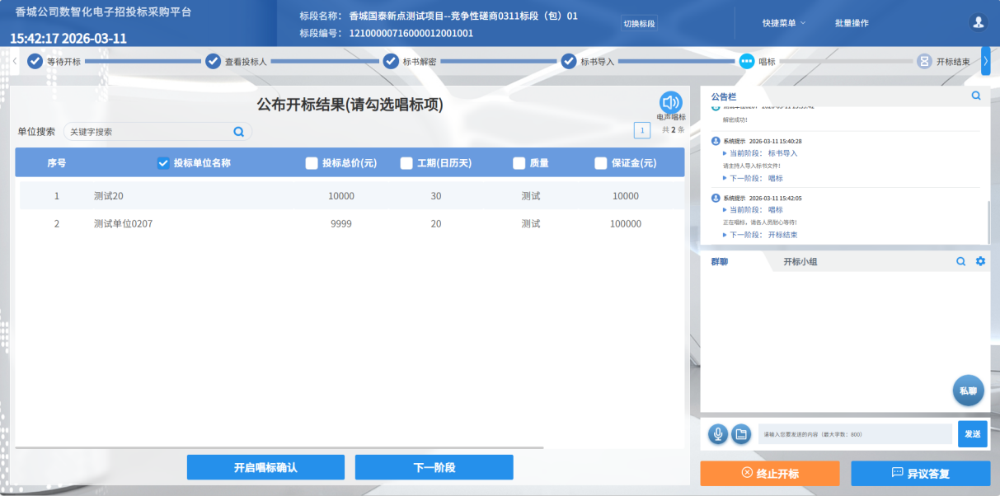 香城公司数智化电子招投标采购平台
15:42:17 2026-03-11
标段名称： 香城国泰新点测试项目--竞争性磋商0311标段（包）01
标段编号： 12100000716000012001001
切换标段
快捷菜单
批量操作
等待开标
查看投标人
标书解密
标书导入
唱标
开标结束
公布开标结果(请勾选唱标项)
电声唱标
单位搜索 关键字搜索
1 共 2 条
序号 投标单位名称 投标总价(元) 工期(日历天) 质量 保证金(元)
1 测试20 10000 30 测试 10000
2 测试单位0207 9999 20 测试 100000
开启唱标确认 下一阶段
公告栏
解密成功!
系统提示 2026-03-11 15:40:28
当前阶段： 标书导入
请主持人导入标书文件!
下一阶段： 唱标
系统提示 2026-03-11 15:42:05
当前阶段： 唱标
正在唱标，请各人员耐心等待!
下一阶段： 开标结束
群聊 开标小组
私聊
请输入您要发送的内容（最大字数：800）
发送
终止开标 异议答复